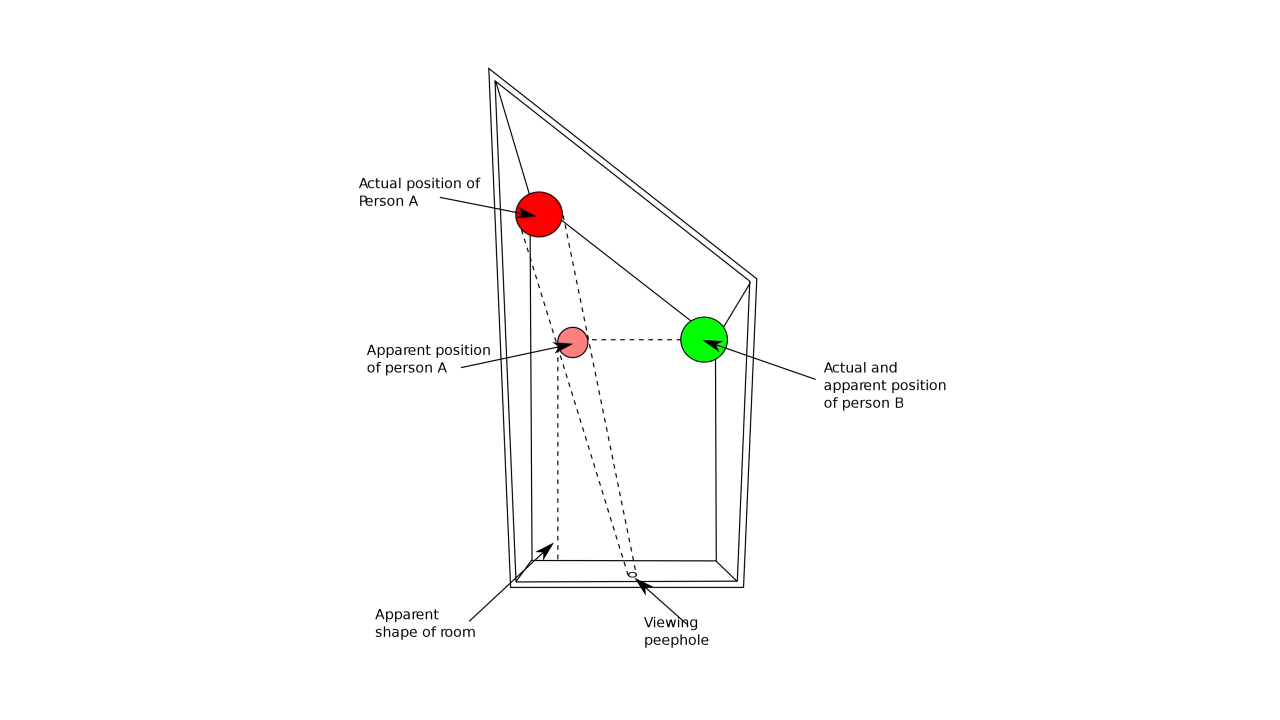 Actual position of
Person A
Apparent position
of person A
Actual and
apparent position
of person B
Apparent
shape of room
Viewing
peephole